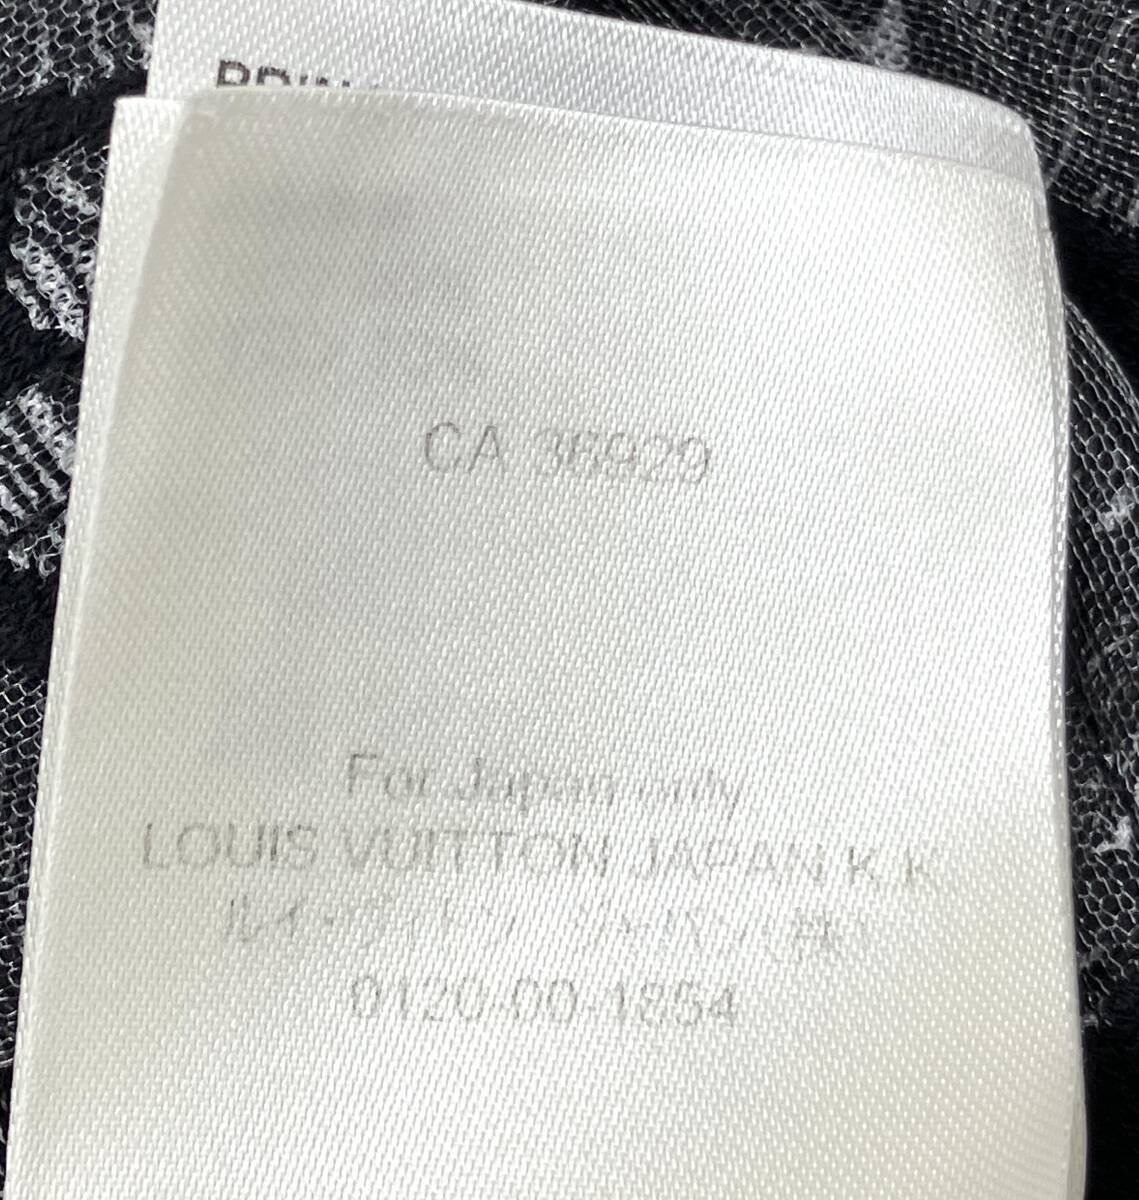 CA 36929
For Japan only
LOUIS VUITTON JAPAN K.K
0120-00-1854